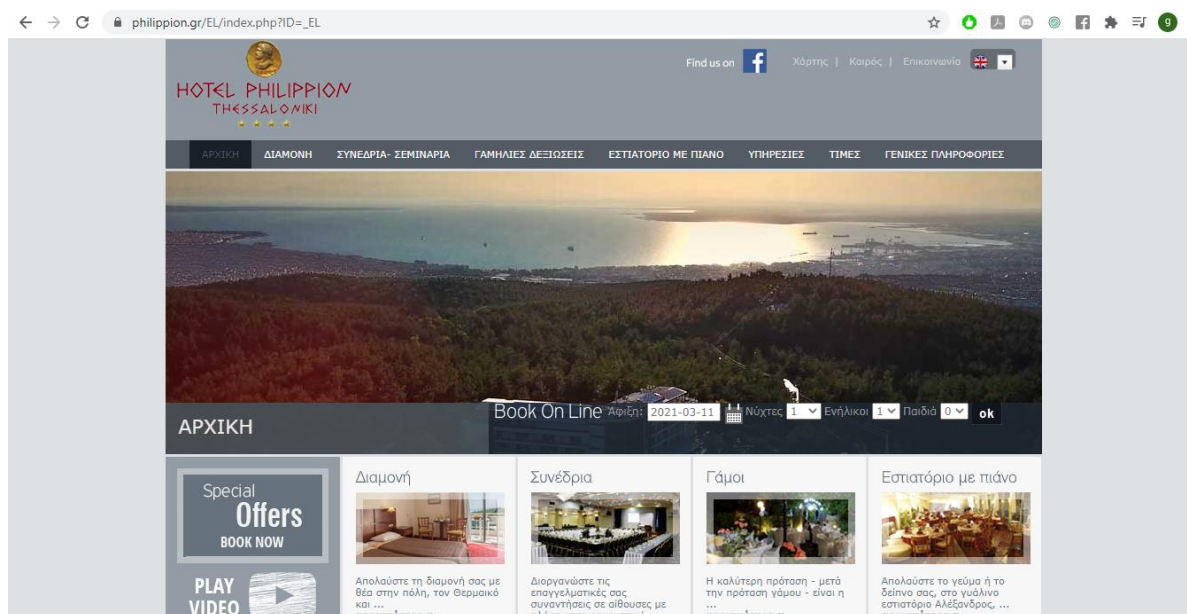 philippion.gr/EL/index.php?ID=_EL
g
HOTEL PHILIPPION
THESSALONIKI
Find us on
Χάρτης | Καιρός | Επικοινωνία
ΑΡΧΙΚΗ ΔΙΑΜΟΝΗ ΣΥΝΕΔΡΙΑ- ΣΕΜΙΝΑΡΙΑ ΓΑΜΗΛΙΕΣ ΔΕΞΙΩΣΕΙΣ ΕΣΤΙΑΤΟΡΙΟ ΜΕ ΠΙΑΝΟ ΥΠΗΡΕΣΙΕΣ ΤΙΜΕΣ ΓΕΝΙΚΕΣ ΠΛΗΡΟΦΟΡΙΕΣ
Book On Line Άφιξη: 2021-03-11 Νύχτες 1 Ενήλικοι 1 Παιδιά 0 ok
ΑΡΧΙΚΗ
Special
Offers
BOOK NOW
PLAY
VIDEO
Διαμονή
Απολαύστε τη διαμονή σας με
θέα στην πόλη, τον Θερμαικό
και ...
Συνέδρια
Διοργανώστε τις
επαγγελματικές σας
συναντήσεις σε αίθουσες με
Γάμοι
Η καλύτερη πρόταση - μετά
την πρόταση γάμου - είναι η
...
Εστιατόριο με πιάνο
Απολαύστε το γεύμα ή το
δείπνο σας, στο γυάλινο
εστιατόριο Αλέξανδρος, ...